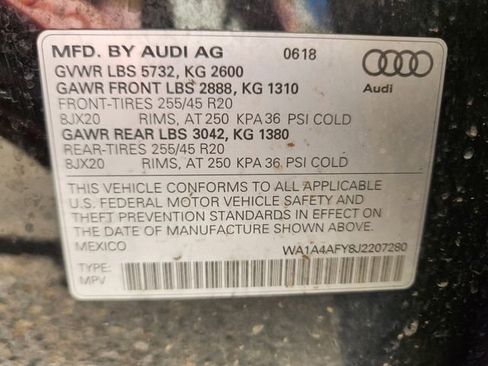 MFD. BY AUDI AG 0618
GVWR LBS 5732, KG 2600
GAWR FRONT LBS 2888, KG 1310
FRONT-TIRES 255/45 R20
8JX20 RIMS, AT 250 KPA 36 PSI COLD
GAWR REAR LBS 3042, KG 1380
REAR-TIRES 255/45 R20
8JX20 RIMS, AT 250 KPA 36 PSI COLD
THIS VEHICLE CONFORMS TO ALL APPLICABLE
U.S. FEDERAL MOTOR VEHICLE SAFETY AND
THEFT PREVENTION STANDARDS IN EFFECT ON
THE DATE OF MANUFACTURE SHOWN ABOVE.
MEXICO WA1A4AFY8J2207280
TYPE:
MPV
Audi